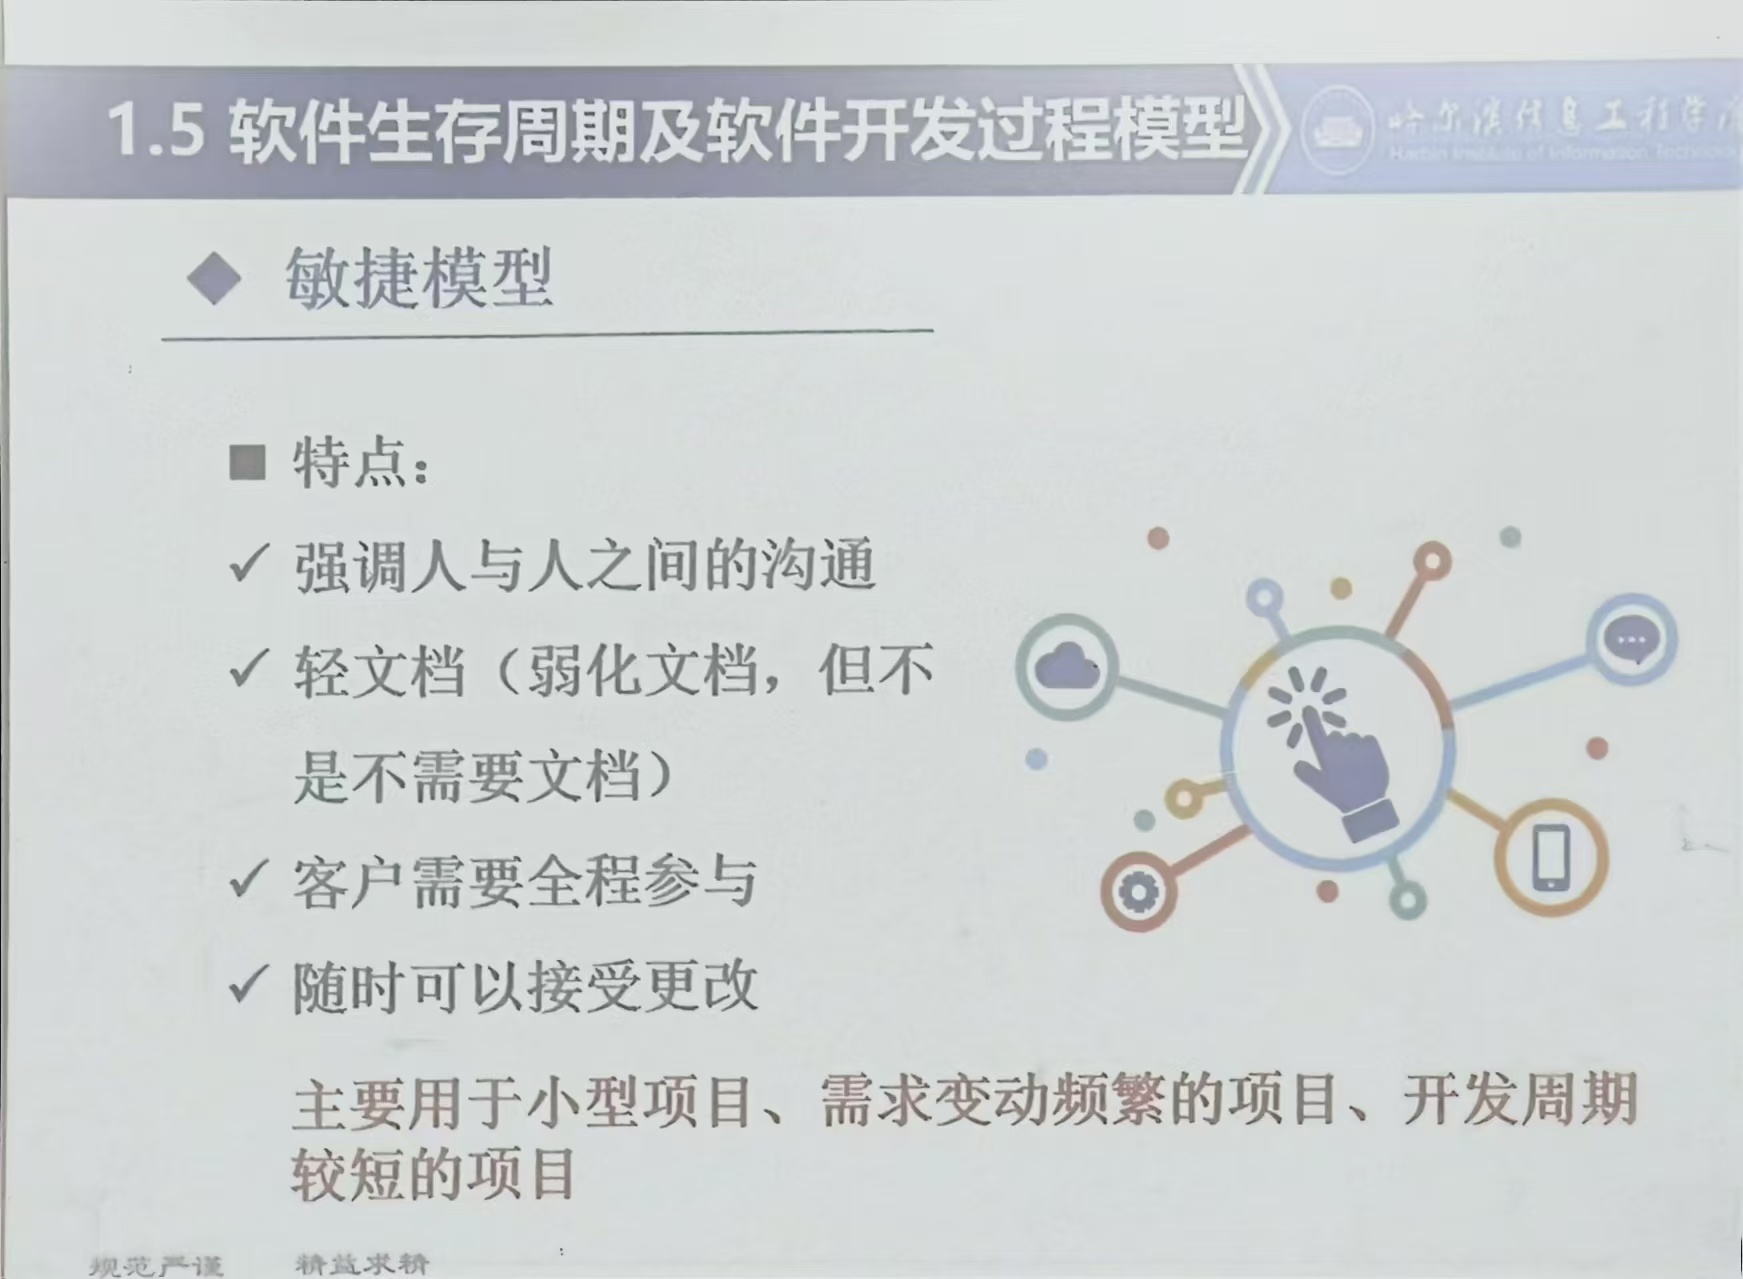 1.5 软件生存周期及软件开发过程模型
哈尔滨信息工程学
Harbin Institute of Information Technolo
敏捷模型
特点：
强调人与人之间的沟通
轻文档（弱化文档，但不
是不需要文档）
客户需要全程参与
随时可以接受更改
主要用于小型项目、需求变动频繁的项目、开发周期
较短的项目
规范严谨 精益求精